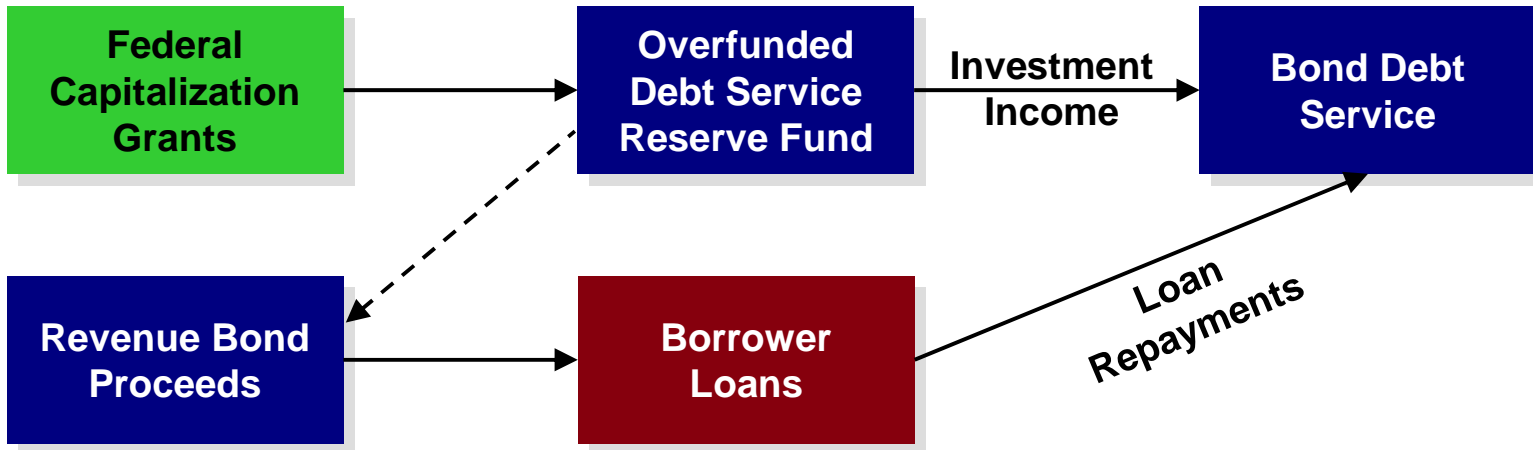 Federal
Capitalization
Grants
Overfunded
Debt Service
Reserve Fund
Investment
Income
Bond Debt
Service
Revenue Bond
Proceeds
Borrower
Loans
Loan
Repayments